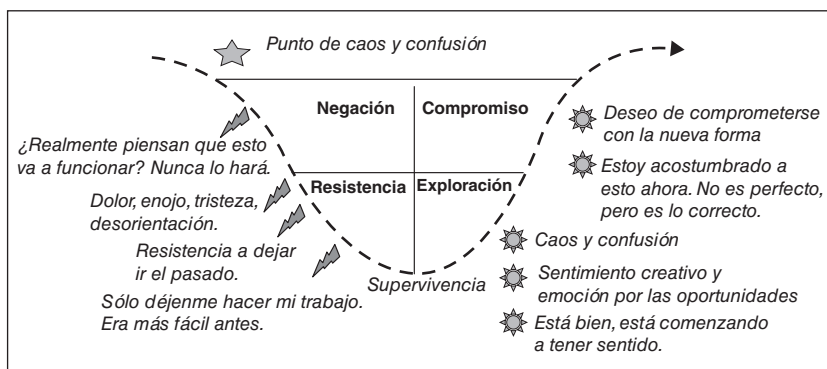 Punto de caos y confusión
Negación
Compromiso
¿Realmente piensan que esto
va a funcionar? Nunca lo hará.
Deseo de comprometerse
con la nueva forma
Estoy acostumbrado a
esto ahora. No es perfecto,
pero es lo correcto.
Resistencia
Exploración
Dolor, enojo, tristeza,
desorientación.
Resistencia a dejar
ir el pasado.
Caos y confusión
Supervivencia
Sentimiento creativo y
emoción por las oportunidades
Sólo déjenme hacer mi trabajo.
Era más fácil antes.
Está bien, está comenzando
a tener sentido.